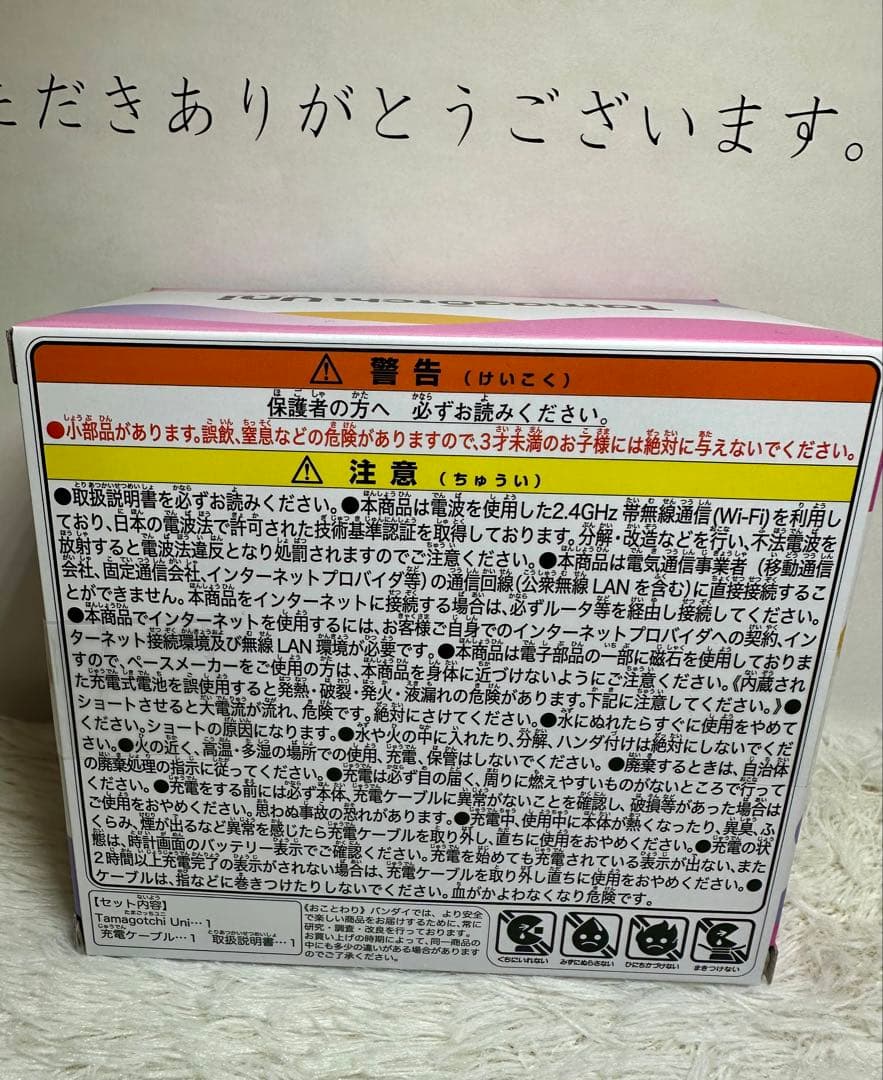 ただきありがとうございます。
Tamagotchi Uni
警告（けいこく）
保護者の方へ 必ずお読みください。
●小部品があります。誤飲、窒息などの危険がありますので、3才未満のお子様には絶対に与えないでください。
注意（ちゅうい）
●取扱説明書を必ずお読みください。●本商品は電波を使用した2.4GHz帯無線通信(Wi-Fi)を利用し
ており、日本の電波法で許可された技術基準認証を取得しております。分解・改造などを行い、不法電波を
放射すると電波法違反となり処罰されますのでご注意ください。●本商品は電気通信事業者（移動通信
会社、固定通信会社、インターネットプロバイダ等）の通信回線(公衆無線LANを含む)に直接接続するこ
とができません。本商品をインターネットに接続する場合は、必ずルータ等を経由し接続してください。
●本商品でインターネットを使用するには、お客様ご自身でのインターネットプロバイダへの契約、イン
ターネット接続環境及び無線LAN環境が必要です。●本商品は電子部品の一部に磁石を使用しておりま
すので、ペースメーカーをご使用の方は、本商品を身体に近づけないようにご注意ください。《内蔵され
た充電式電池を誤使用すると発熱・破裂・発火・液漏れの危険があります。下記に注意してください。》●
ショートさせると大電流が流れ、危険です。絶対にさけてください。●水にぬれたらすぐに使用をやめて
ください。ショートの原因になります。●水や火の中に入れたり、分解、ハンダ付けは絶対にしないでくだ
さい。●火の近く、高温・多湿の場所での使用、充電、保管はしないでください。●廃棄するときは、自治体
の廃棄処理の指示に従ってください。●充電は必ず目の届く、周りに燃えやすいものがないところで行って
ください。●充電をする前には必ず本体、充電ケーブルに異常がないことを確認し、破損等があった場合は
ご使用をおやめください。思わぬ事故の恐れがあります。●充電中、使用中に本体が熱くなったり、異臭、ふ
くらみ、煙が出るなど異常を感じたら充電ケーブルを取り外し、直ちに使用をおやめください。●充電の状
態は、時計画面のバッテリー表示でご確認ください。充電を始めても充電されている表示が出ない、また
2時間以上充電完了の表示がされない場合は、充電ケーブルを取り外し直ちに使用をおやめください。●
ケーブルは、指などに巻きつけたりしないでください。血がかよわなくなり危険です。
【セット内容】
Tamagotchi Uni…1
充電ケーブル…1 取扱説明書…1
《おことわり》バンダイでは、より安全
で楽しい商品をお届けするために、常に
研究・調査・改良を行っております。
お買い上げの時期によって、同一商品の
中にも多少の違いがある場合があります
のでご了承ください。
くちにいれない みずにぬらさない ひにちかづけない まきつけない